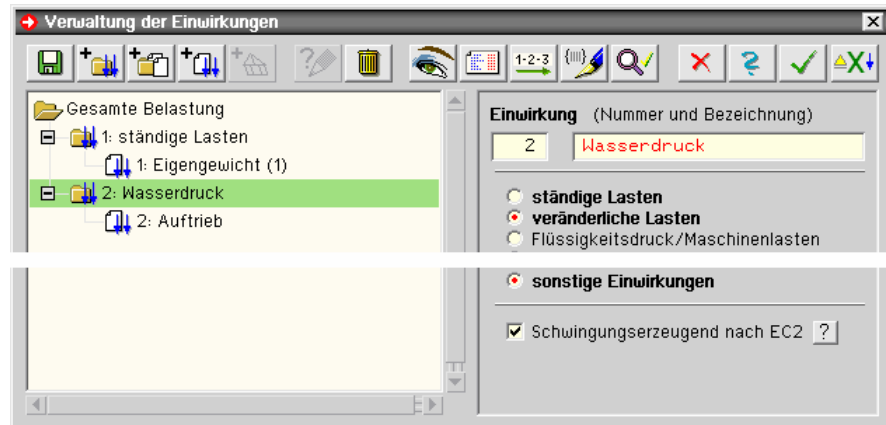 Verwaltung der Einwirkungen
1-2-3
Gesamte Belastung
1: ständige Lasten
1: Eigengewicht (1)
2: Wasserdruck
2: Auftrieb
Einwirkung (Nummer und Bezeichnung)
2 Wasserdruck
ständige Lasten
veränderliche Lasten
Flüssigkeitsdruck/Maschinenlasten
sonstige Einwirkungen
Schwingungserzeugend nach EC2 ?